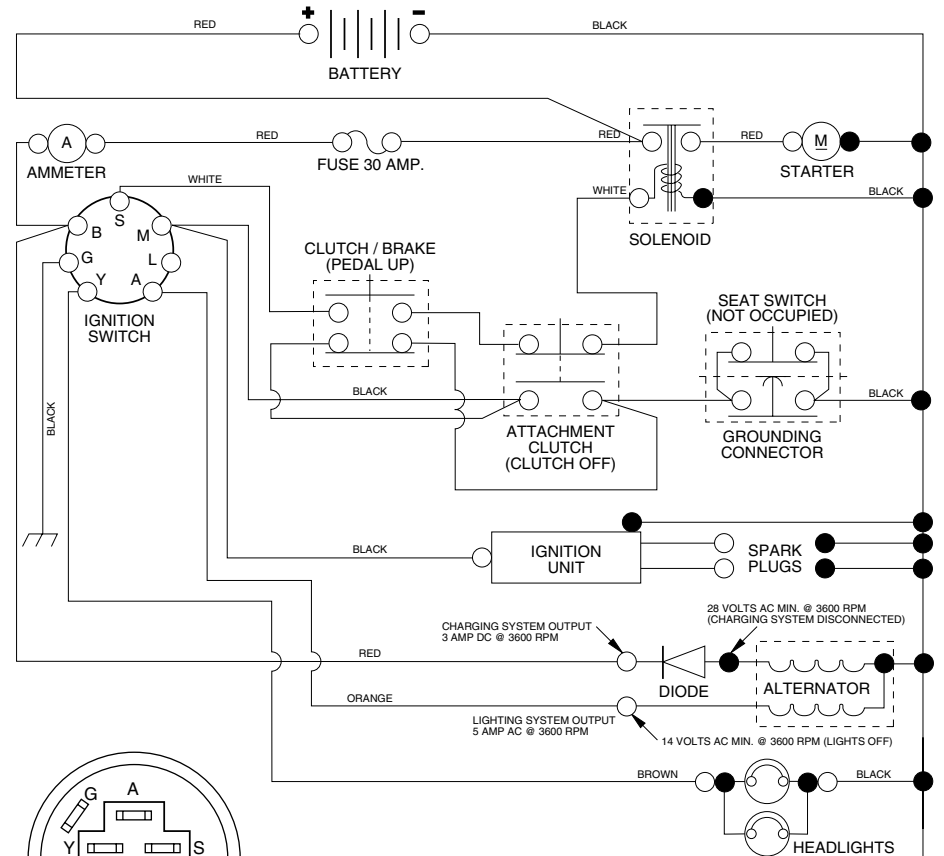 +
-
RED
BLACK
BATTERY
A
RED
FUSE 30 AMP.
RED
RED
M
STARTER
AMMETER
WHITE
WHITE
BLACK
SOLENOID
S
B
M
G
L
Y
A
IGNITION
SWITCH
CLUTCH / BRAKE
(PEDAL UP)
SEAT SWITCH
(NOT OCCUPIED)
BLACK
BLACK
BLACK
ATTACHMENT
CLUTCH
(CLUTCH OFF)
GROUNDING
CONNECTOR
BLACK
IGNITION
UNIT
SPARK
PLUGS
CHARGING SYSTEM OUTPUT
3 AMP DC @ 3600 RPM
28 VOLTS AC MIN. @ 3600 RPM
(CHARGING SYSTEM DISCONNECTED)
RED
DIODE
ALTERNATOR
ORANGE
LIGHTING SYSTEM OUTPUT
5 AMP AC @ 3600 RPM
14 VOLTS AC MIN. @ 3600 RPM (LIGHTS OFF)
BROWN
BLACK
HEADLIGHTS
G
A
Y
S